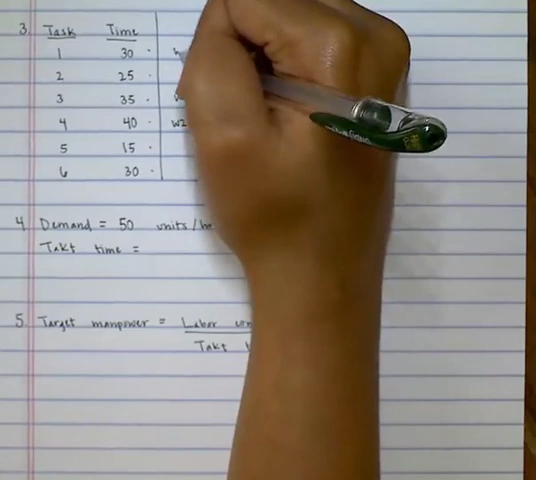 3. Task Time
1 30
2 25
3 35
4 40 W2
5 15
6 30
4 Demand = 50 units/
Takt time =
5. Target manpower = Labor
Takt